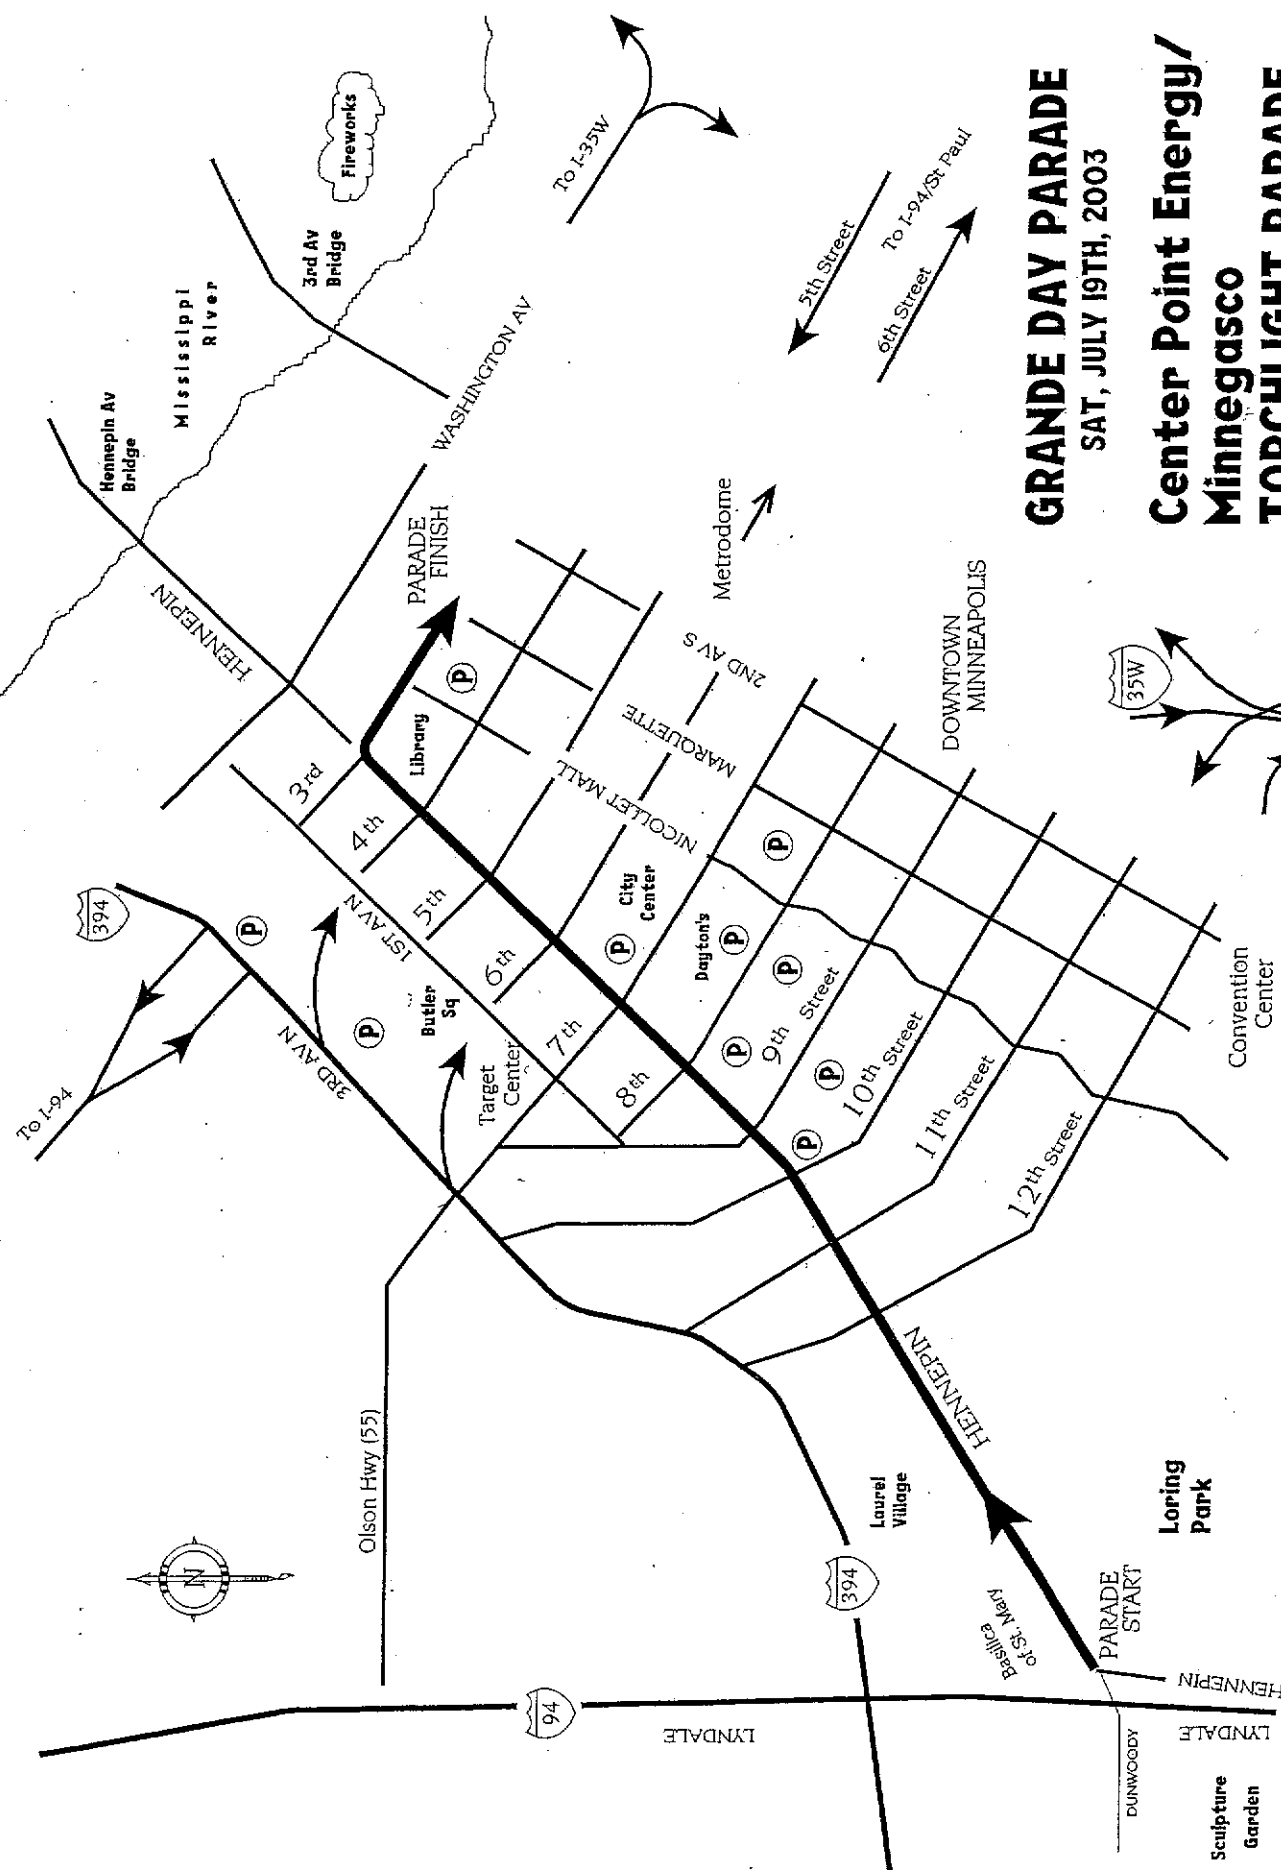 Fireworks
3rd Av
Bridge
Mississippi
River
Hennepin Av
Bridge
To I-35W
WASHINGTON AV
HENNEPIN
PARADE
FINISH
5th Street
To I-94/St Paul
6th Street
GRANDE DAY PARADE
SAT, JULY 19TH, 2003
Center Point Energy/
Minnegasco
TORCHLIGHT PARADE
Metrodome
2ND AV S
MARQUETTE
NICOLLET MALL
DOWNTOWN
MINNEAPOLIS
35W
Library
P
3rd
4th
5th
6th
7th
8th
9th
Street
10th Street
11th Street
12th Street
1ST AV N
3RD AV N
394
To I-94
P
P
Butler
Sq
Target
Center
City
Center
P
Dayton's
P
P
P
P
P
P
Convention
Center
Olson Hwy (55)
N
HENNEPIN
Laurel
Village
394
Loring
Park
Basilica
of St. Mary
PARADE
START
HENNEPIN
94
LYNDALE
LYNDALE
DUNWOODY
Sculpture
Garden